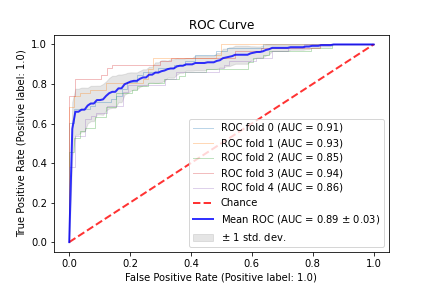 ROC Curve
1.0
0.8
0.6
0.4
0.2
0.0
True Positive Rate (Positive label: 1.0)
ROC fold 0 (AUC = 0.91)
ROC fold 1 (AUC = 0.93)
ROC fold 2 (AUC = 0.85)
ROC fold 3 (AUC = 0.94)
ROC fold 4 (AUC = 0.86)
Chance
Mean ROC (AUC = 0.89 ± 0.03)
± 1 std. dev.
0.0 0.2 0.4 0.6 0.8 1.0
False Positive Rate (Positive label: 1.0)